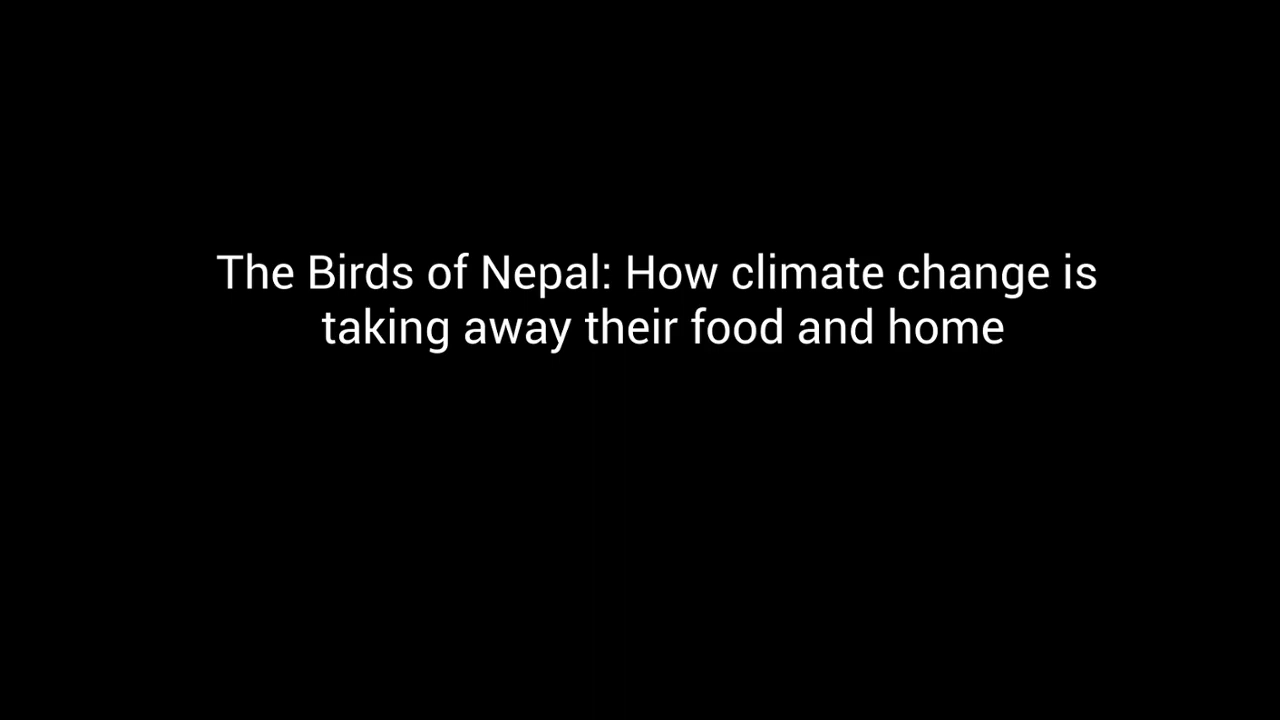 The Birds of Nepal: How climate change is
taking away their food and home